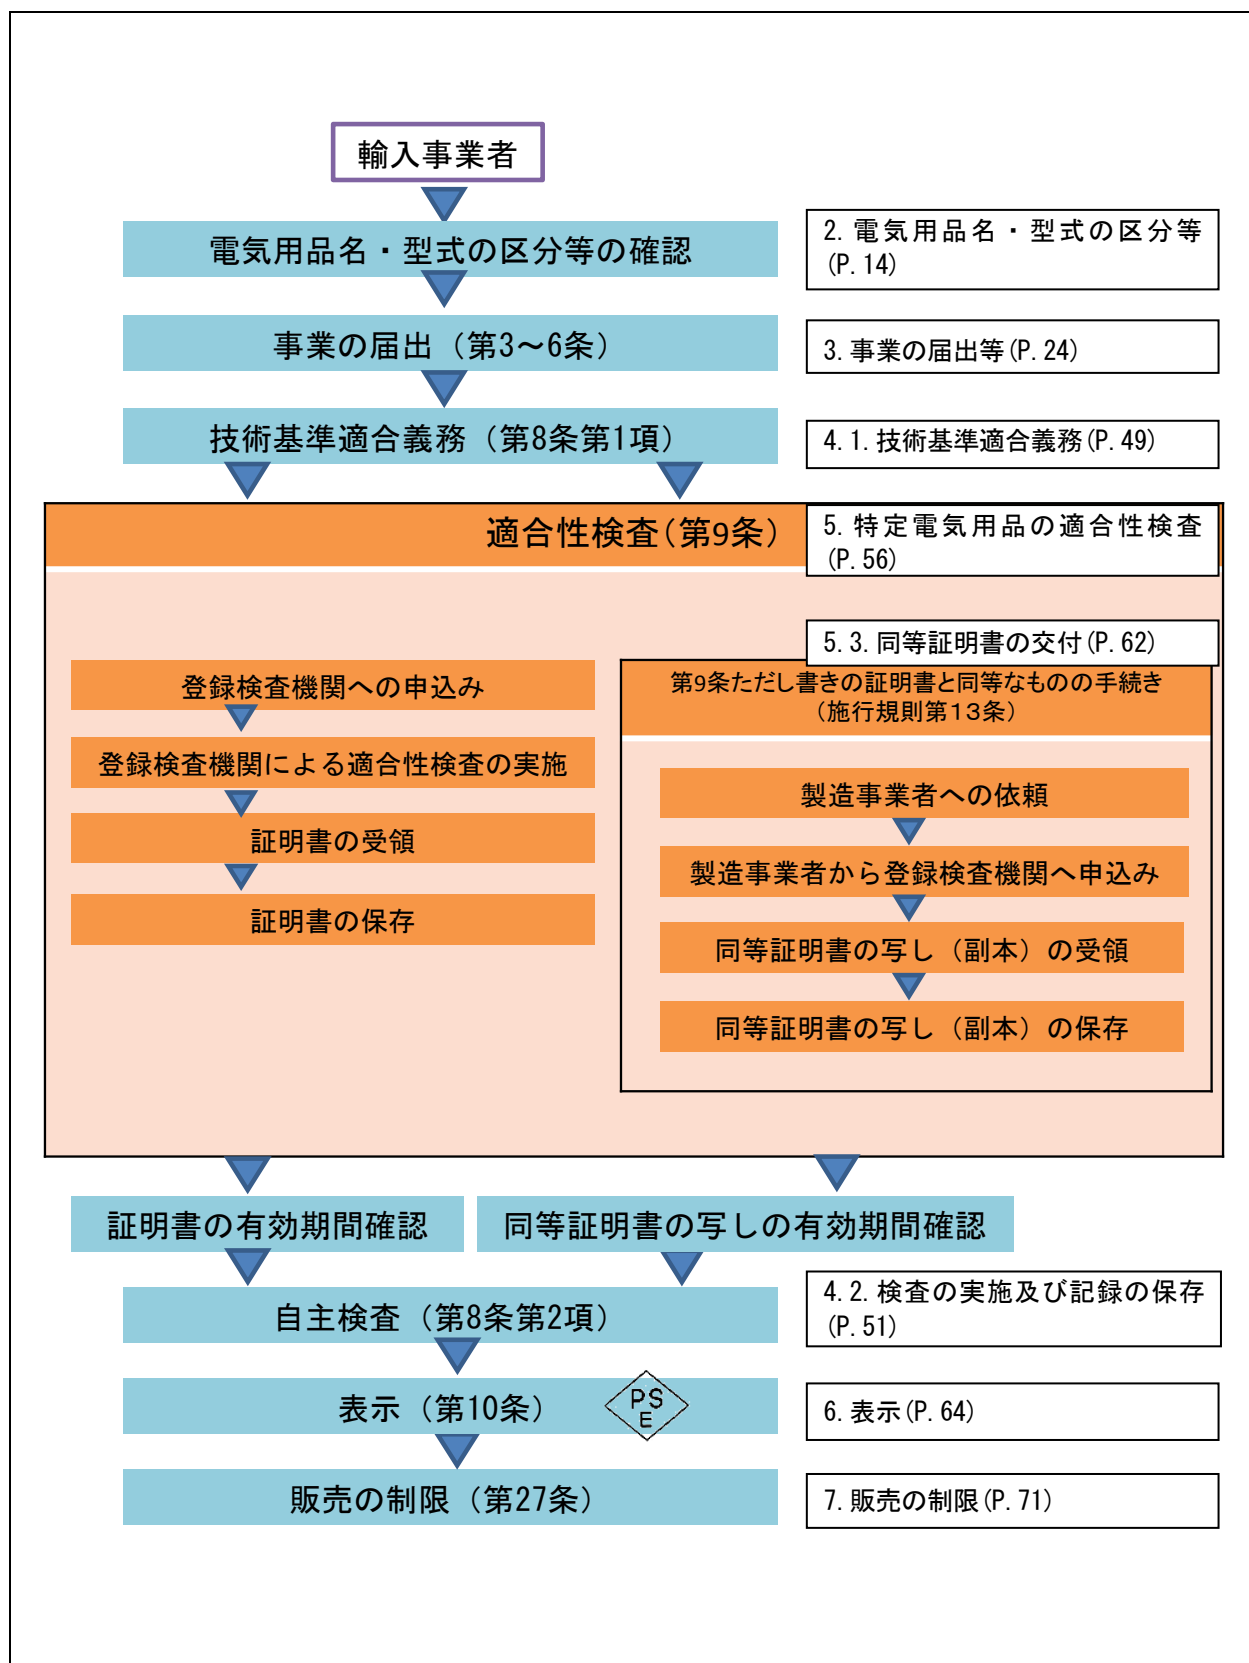 輸入事業者
電気用品名・型式の区分等の確認
2. 電気用品名・型式の区分等
(P. 14)
事業の届出（第3～6条）
3. 事業の届出等(P. 24)
技術基準適合義務（第8条第1項）
4. 1. 技術基準適合義務(P. 49)
適合性検査(第9条)
5. 特定電気用品の適合性検査
(P. 56)
5. 3. 同等証明書の交付(P. 62)
登録検査機関への申込み
登録検査機関による適合性検査の実施
証明書の受領
証明書の保存
第9条ただし書きの証明書と同等なものの手続き
（施行規則第１３条）
製造事業者への依頼
製造事業者から登録検査機関へ申込み
同等証明書の写し（副本）の受領
同等証明書の写し（副本）の保存
証明書の有効期間確認
同等証明書の写しの有効期間確認
自主検査（第8条第2項）
4. 2. 検査の実施及び記録の保存
(P. 51)
表示（第10条）
PS
E
6. 表示(P. 64)
販売の制限（第27条）
7. 販売の制限(P. 71)